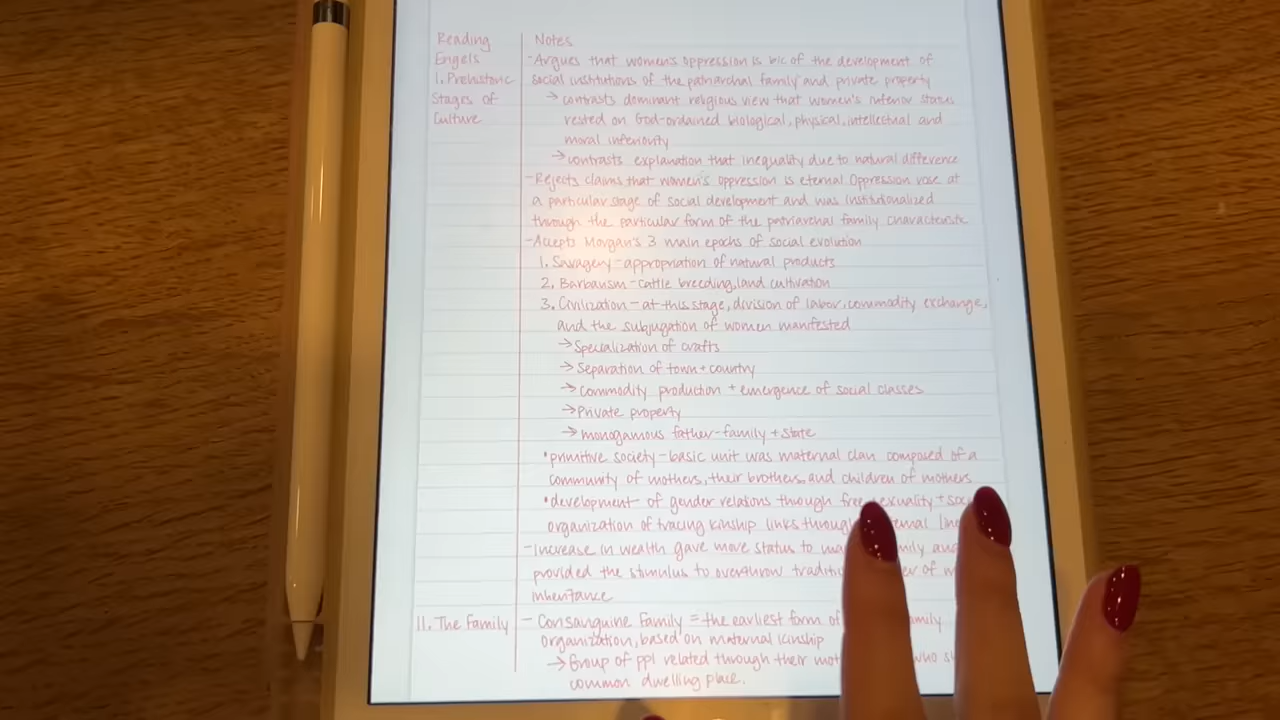 Reading
Engels
1. Prehistoric
Stages of
Culture
Notes
-Argues that women's oppression is b/c of the development of
social institutions of the patriarchal family and private property
→ contrasts dominant religious view that women's inferior status
rested on God-ordained biological, physical, intellectual and
moral inferiority
→ contrasts explanation that inequality due to natural difference
-Rejects claims that women's oppression is eternal Oppression rose at
a particular stage of social development and was institutionalized
through the particular form of the patriarchal family characteristic
-Accepts Morgan's 3 main epochs of social evolution
1. Savagery - appropriation of natural products
2. Barbarism - cattle breeding, land cultivation
3. Civilization - at this stage, division of labor, commodity exchange,
and the subjugation of women manifested
→ Specialization of crafts
→ Separation of town + country
→ Commodity production + emergence of social classes
→ Private property
→ monogamous father-family + state
• primitive society - basic unit was maternal clan composed of a
community of mothers, their brothers, and children of mothers
• development of gender relations through free sexuality +
organization of tracing kinship links through
-Increase in wealth gave more status to
provided the stimulus to overthrow of
inheritance
II. The Family
- Consanguine Family = the earliest form of
organization, based on maternal kinship
→ Group of ppl related through their who
common dwelling place.